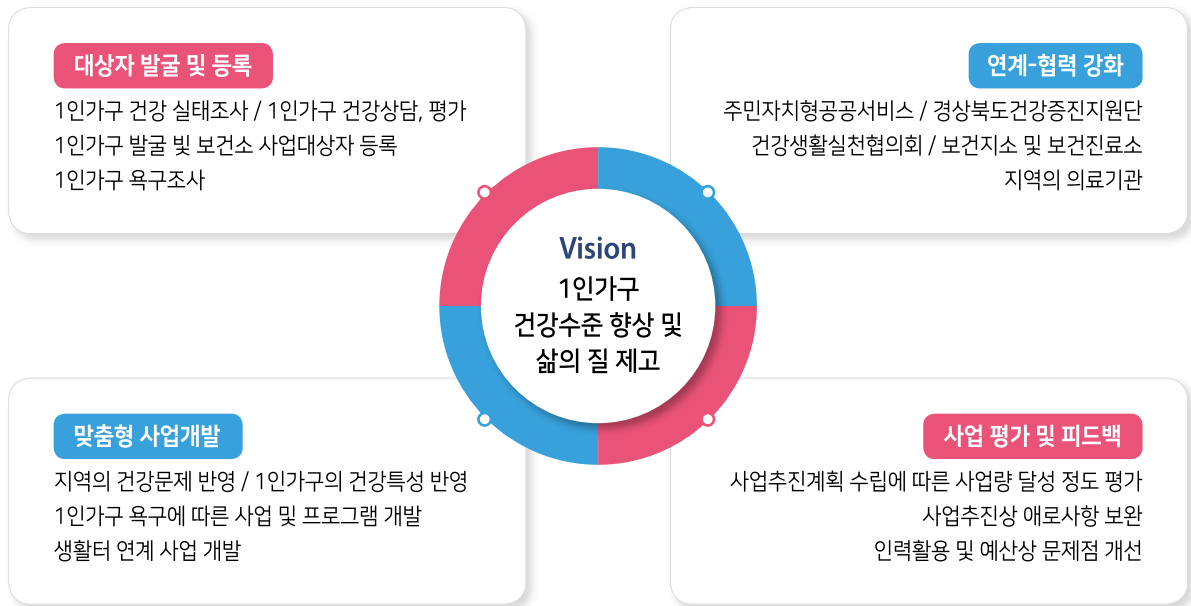 대상자 발굴 및 등록
1인가구 건강 실태조사 / 1인가구 건강상담, 평가
1인가구 발굴 빛 보건소 사업대상자 등록
1인가구 욕구조사
연계-협력 강화
주민자치형공공서비스 / 경상북도건강증진지원단
건강생활실천협의회 / 보건지소 및 보건진료소
지역의 의료기관
Vision
1인가구
건강수준 향상 및
삶의 질 제고
맞춤형 사업개발
지역의 건강문제 반영 / 1인가구의 건강특성 반영
1인가구 욕구에 따른 사업 및 프로그램 개발
생활터 연계 사업 개발
사업 평가 및 피드백
사업추진계획 수립에 따른 사업량 달성 정도 평가
사업추진상 애로사항 보완
인력활용 및 예산상 문제점 개선